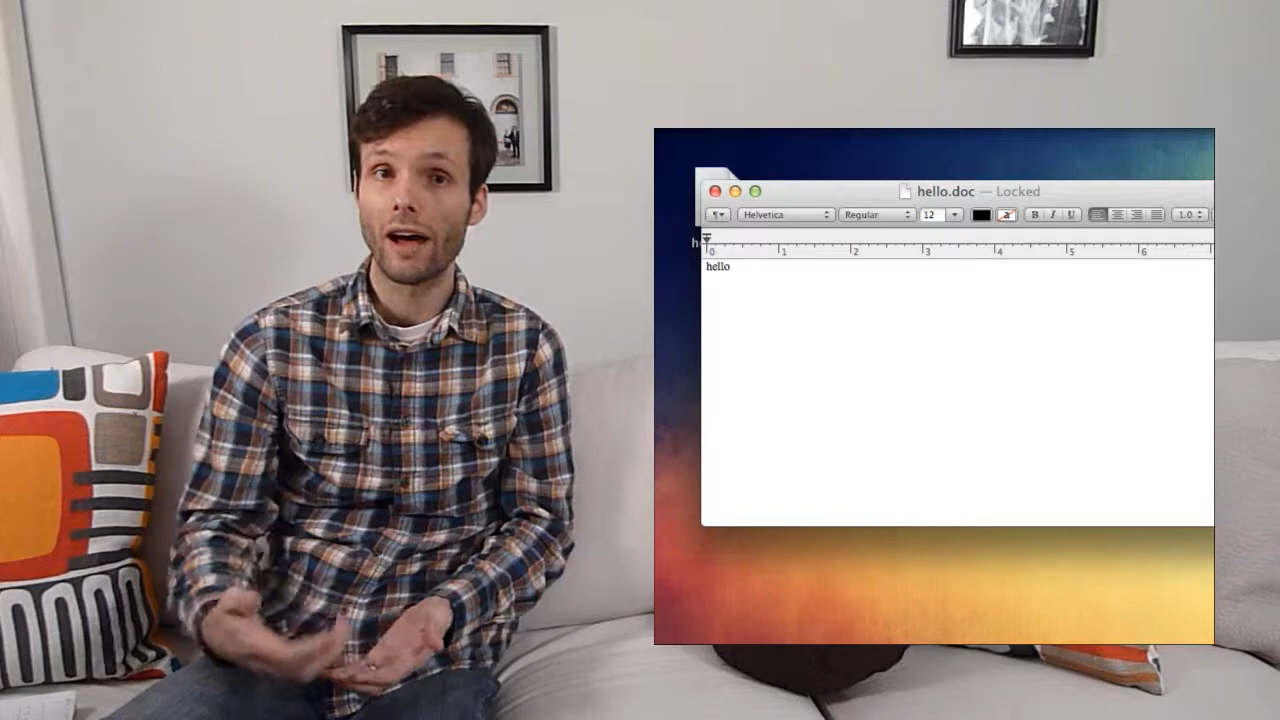 hello.doc — Locked
¶ Helvetica Regular 12 a B I U 1.0
0 1 2 3 4 5 6
hello